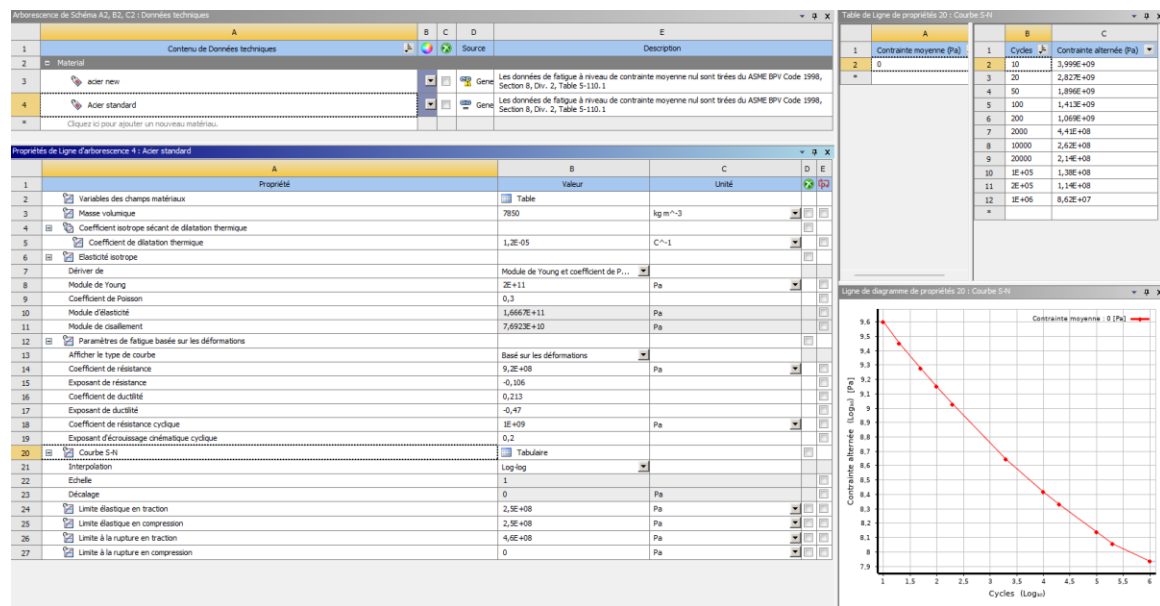 Arborescence de Schéma A2, B2, C2 : Données techniques
A B C D E
1 Contenu de Données techniques Source Description
2 Material
3 acier new Gene Les données de fatigue à niveau de contrainte moyenne nul sont tirées du ASME BPV Code 1998,
Section 8, Div. 2, Table 5-110.1
4 Acier standard Gene Les données de fatigue à niveau de contrainte moyenne nul sont tirées du ASME BPV Code 1998,
Section 8, Div. 2, Table 5-110.1
* Cliquez ici pour ajouter un nouveau matériau.
Propriétés de Ligne d'arborescence 4 : Acier standard
A B C D E
1 Propriété Valeur Unité
2 Variables des champs matériaux Table
3 Masse volumique 7850 kg m^-3
4 Coefficient isotrope sécant de dilatation thermique
5 Coefficient de dilatation thermique 1,2E-05 C^-1
6 Elasticité isotrope
7 Dériver de Module de Young et coefficient de P...
8 Module de Young 2E+11 Pa
9 Coefficient de Poisson 0,3
10 Module d'élasticité 1,6667E+11 Pa
11 Module de cisaillement 7,6923E+10 Pa
12 Paramètres de fatigue basée sur les déformations
13 Afficher le type de courbe Basé sur les déformations
14 Coefficient de résistance 9,2E+08 Pa
15 Exposant de résistance -0,106
16 Coefficient de ductilité 0,213
17 Exposant de ductilité -0,47
18 Coefficient de résistance cyclique 1E+09 Pa
19 Exposant d'écrouissage cinématique cyclique 0,2
20 Courbe S-N Tabulaire
21 Interpolation Log-log
22 Echelle 1
23 Décalage 0 Pa
24 Limite élastique en traction 2,5E+08 Pa
25 Limite élastique en compression 2,5E+08 Pa
26 Limite à la rupture en traction 4,6E+08 Pa
27 Limite à la rupture en compression 0 Pa
Table de Ligne de propriétés 20 : Courbe S-N
A
1 Contrainte moyenne (Pa)
2 0
*
B C
1 Cycles Contrainte alternée (Pa)
2 10 3,999E+09
3 20 2,827E+09
4 50 1,896E+09
5 100 1,413E+09
6 200 1,069E+09
7 2000 4,41E+08
8 10000 2,62E+08
9 20000 2,14E+08
10 1E+05 1,38E+08
11 2E+05 1,14E+08
12 1E+06 8,62E+07
*
Ligne de diagramme de propriétés 20 : Courbe S-N
Contrainte moyenne : 0 [Pa]
Contrainte alternée (Log₁₀) [Pa]
9,6
9,5
9,4
9,3
9,2
9,1
9
8,9
8,8
8,7
8,6
8,5
8,4
8,3
8,2
8,1
8
7,9
1 1,5 2 2,5 3 3,5 4 4,5 5 5,5 6
Cycles (Log₁₀)